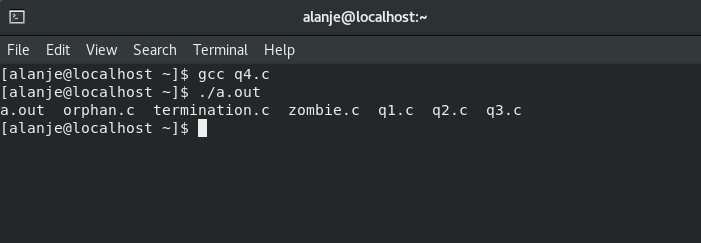 alanje@localhost:~
File Edit View Search Terminal Help
[alanje@localhost ~]$ gcc q4.c
[alanje@localhost ~]$ ./a.out
a.out  orphan.c  termination.c  zombie.c  q1.c  q2.c  q3.c
[alanje@localhost ~]$